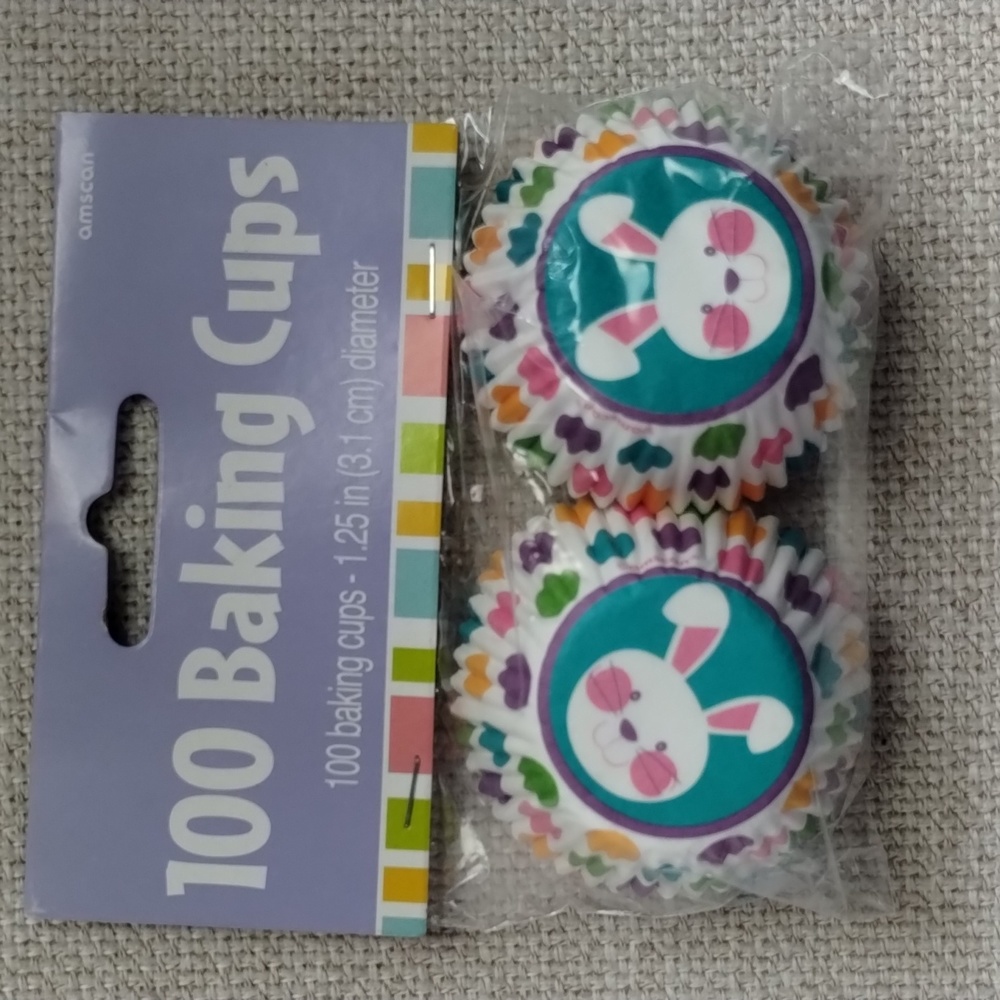 amscan
100 Baking Cups
100 baking cups - 1.25 in (3.1 cm) diameter